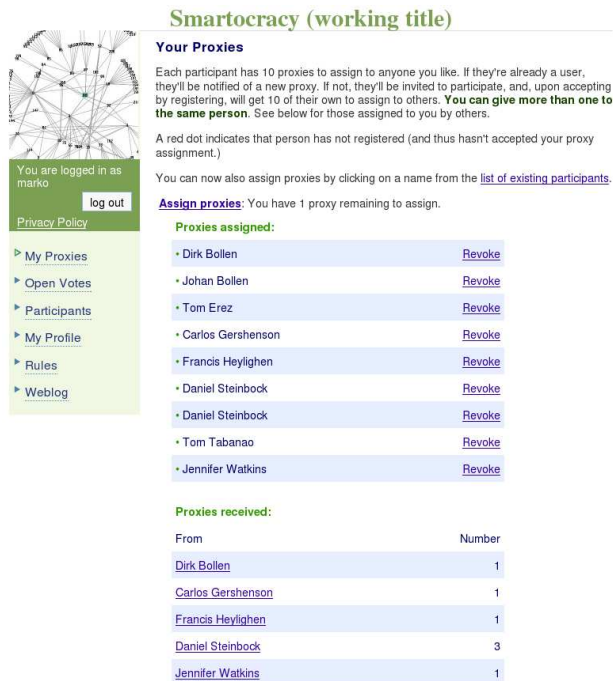 Smartocracy (working title)
Your Proxies
Each participant has 10 proxies to assign to anyone you like. If they're already a user,
they'll be notified of a new proxy. If not, they'll be invited to participate, and, upon accepting
by registering, will get 10 of their own to assign to others. You can give more than one to
the same person. See below for those assigned to you by others.
A red dot indicates that person has not registered (and thus hasn't accepted your proxy
assignment.)
You can now also assign proxies by clicking on a name from the list of existing participants.
Assign proxies: You have 1 proxy remaining to assign.
You are logged in as
marko
log out
Privacy Policy
My Proxies
Open Votes
Participants
My Profile
Rules
Weblog
Proxies assigned:
• Dirk Bollen Revoke
• Johan Bollen Revoke
• Tom Erez Revoke
• Carlos Gershenson Revoke
• Francis Heylighen Revoke
• Daniel Steinbock Revoke
• Daniel Steinbock Revoke
• Tom Tabanao Revoke
• Jennifer Watkins Revoke
Proxies received:
From Number
Dirk Bollen 1
Carlos Gershenson 1
Francis Heylighen 1
Daniel Steinbock 3
Jennifer Watkins 1